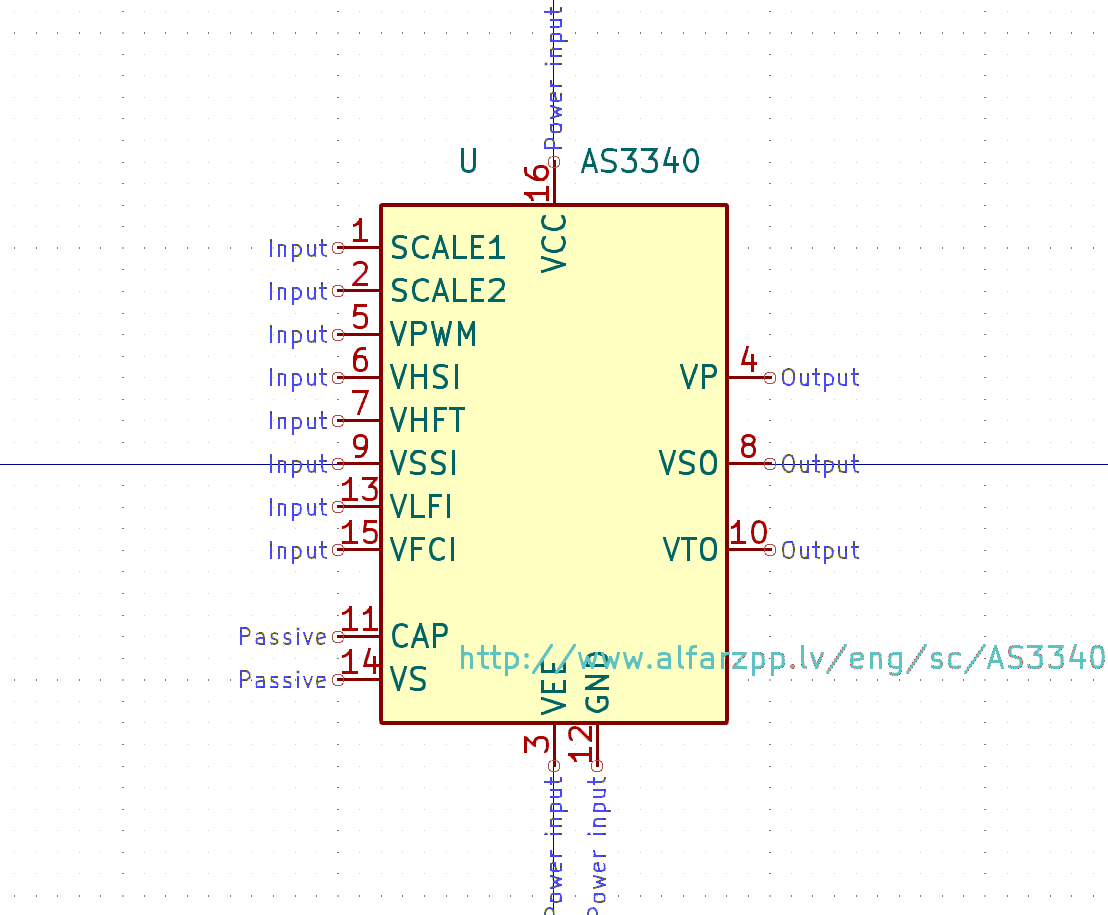 Power input
U AS3340
16
VCC
Input 1 SCALE1
Input 2 SCALE2
Input 5 VPWM
Input 6 VHSI VP 4 Output
Input 7 VHFT
Input 9 VSSI VSO 8 Output
Input 13 VLFI
Input 15 VFCI VTO 10 Output
Passive 11 CAP
http://www.alfarzpp.lv/eng/sc/AS3340
Passive 14 VS
VEE GND
3 12
Power input Power input